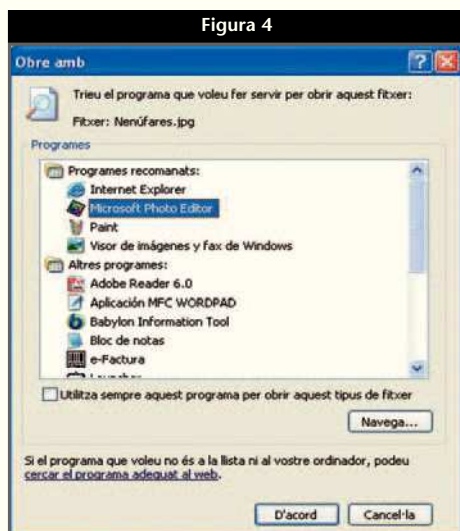 Figura 4
Obre amb
Trieu el programa que voleu fer servir per obrir aquest fitxer:
Fitxer: Nenúfares.jpg
Programes
Programes recomanats:
Internet Explorer
Microsoft Photo Editor
Paint
Visor de imágenes y fax de Windows
Altres programes:
Adobe Reader 6.0
Aplicación MFC WORDPAD
Babylon Information Tool
Bloc de notas
e-Factura
Utilitza sempre aquest programa per obrir aquest tipus de fitxer
Navega...
Si el programa que voleu no és a la llista ni al vostre ordinador, podeu
cercar el programa adequat al web.
D'acord
Cancel·la